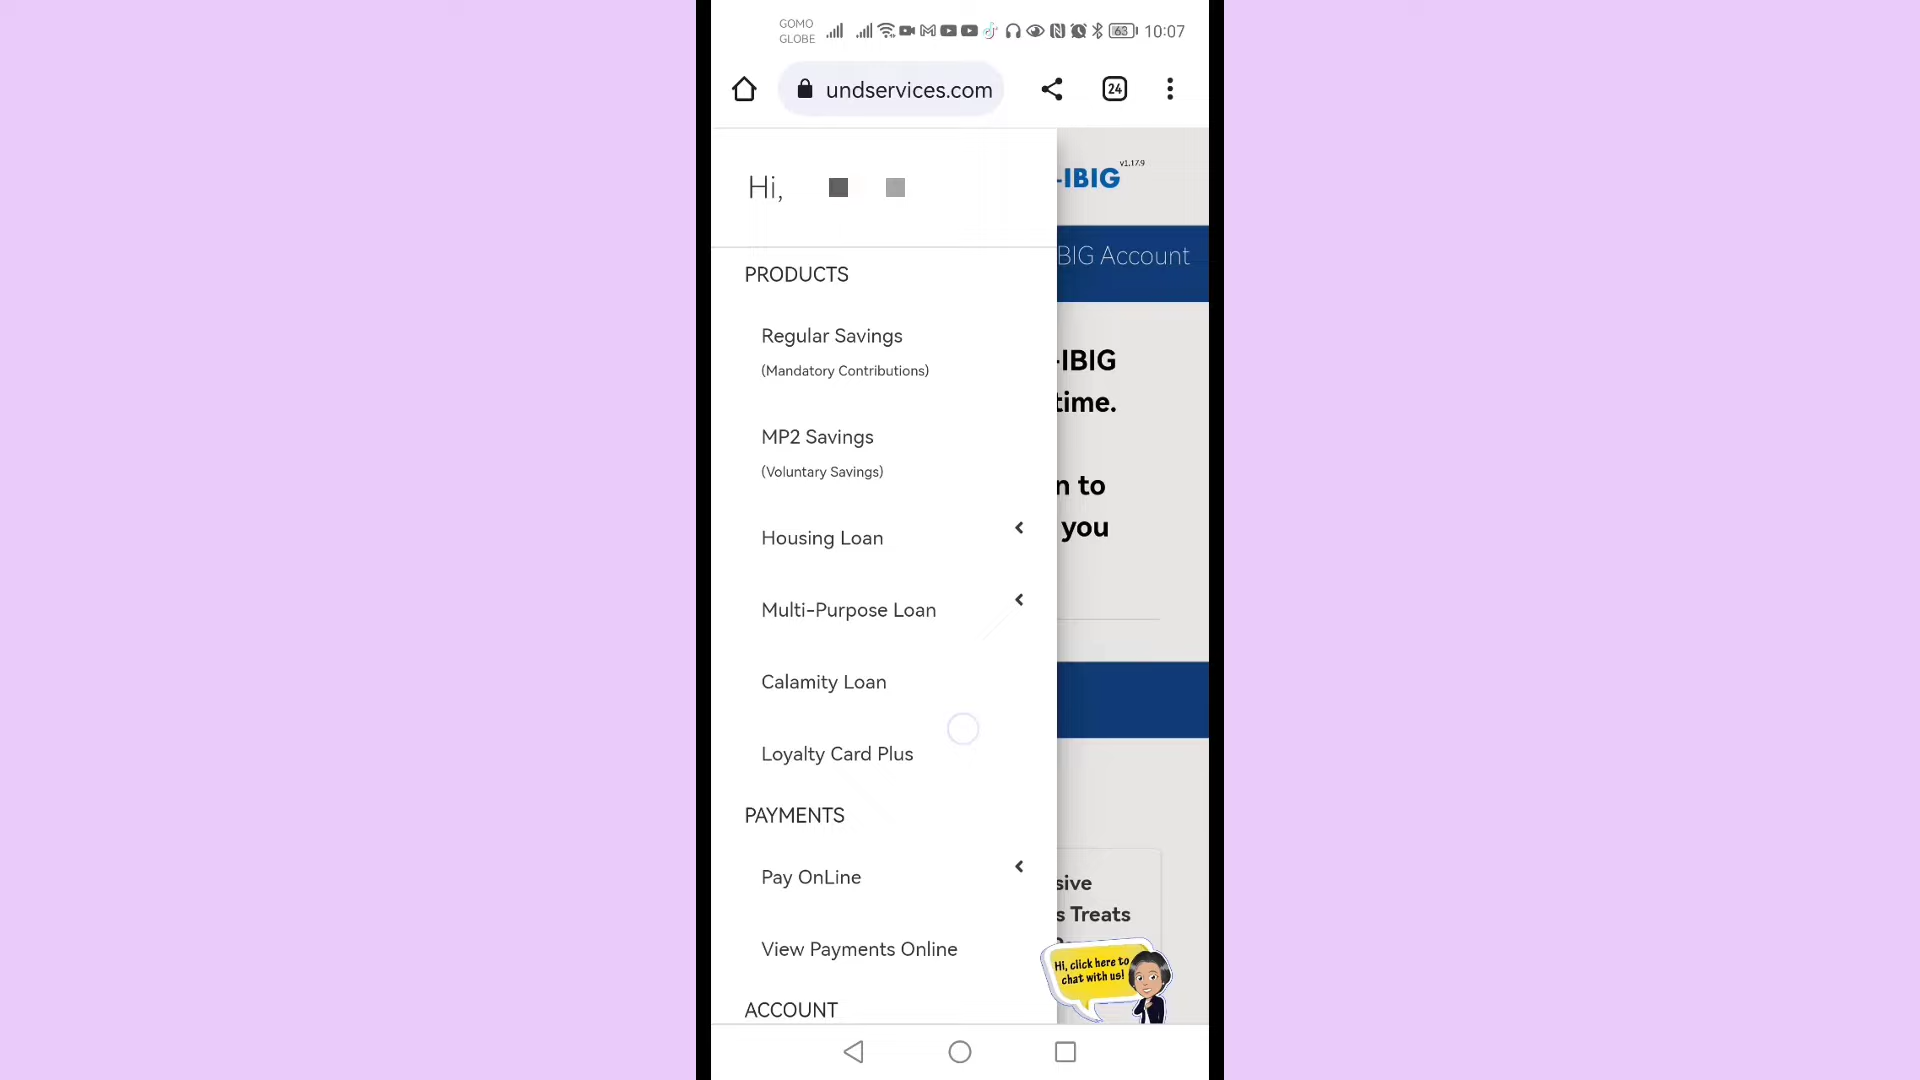 GOMO
GLOBE
63
10:07
undservices.com
24
Hi,
v1.17.9
-IBIG
BIG Account
PRODUCTS
Regular Savings
(Mandatory Contributions)
-IBIG
time.
MP2 Savings
(Voluntary Savings)
n to
you
Housing Loan
Multi-Purpose Loan
Calamity Loan
Loyalty Card Plus
PAYMENTS
Pay OnLine
sive
s Treats
View Payments Online
Hi, click here to
chat with us!
ACCOUNT